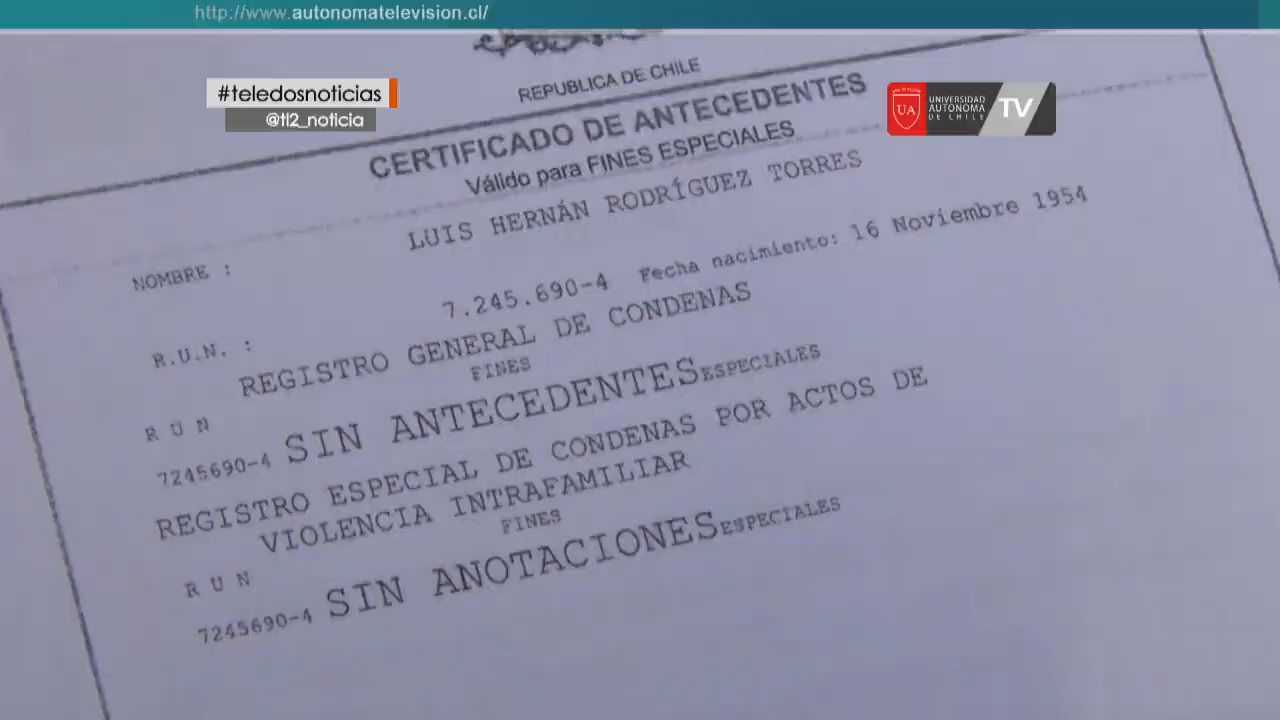 http://www.autonomatelevision.cl/
#teledosnoticias
@tl2_noticia
UA
UNIVERSIDAD
AUTONOMA
DE CHILE
TV
REPUBLICA DE CHILE
CERTIFICADO DE ANTECEDENTES
Válido para FINES ESPECIALES
NOMBRE : LUIS HERNÁN RODRÍGUEZ TORRES
R.U.N. : 7.245.690-4 Fecha nacimiento: 16 Noviembre 1954
REGISTRO GENERAL DE CONDENAS
R U N FINES
7245690-4 SIN ANTECEDENTES ESPECIALES
REGISTRO ESPECIAL DE CONDENAS POR ACTOS DE
VIOLENCIA INTRAFAMILIAR
R U N FINES
7245690-4 SIN ANOTACIONES ESPECIALES